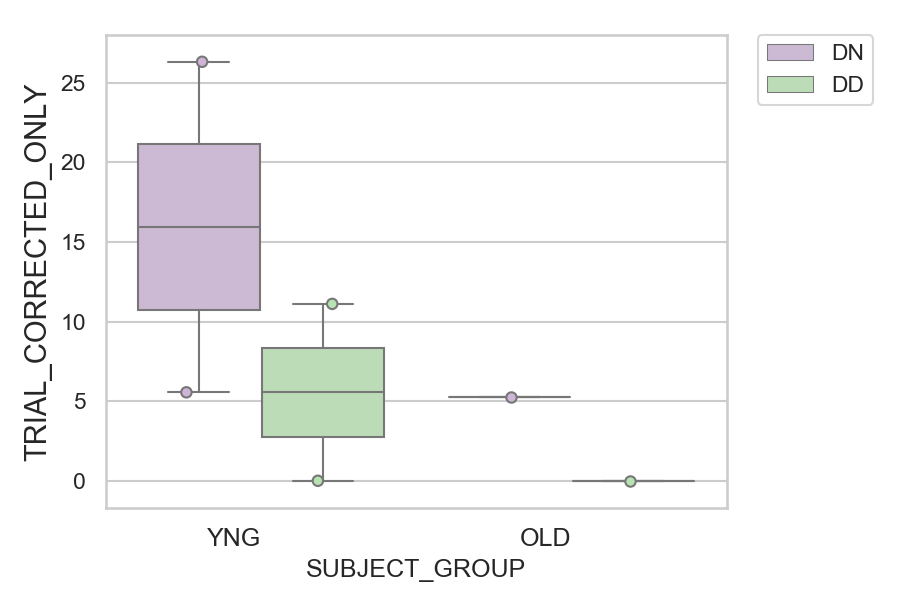 DN
DD
TRIAL_CORRECTED_ONLY
25
20
15
10
5
0
YNG OLD
SUBJECT_GROUP